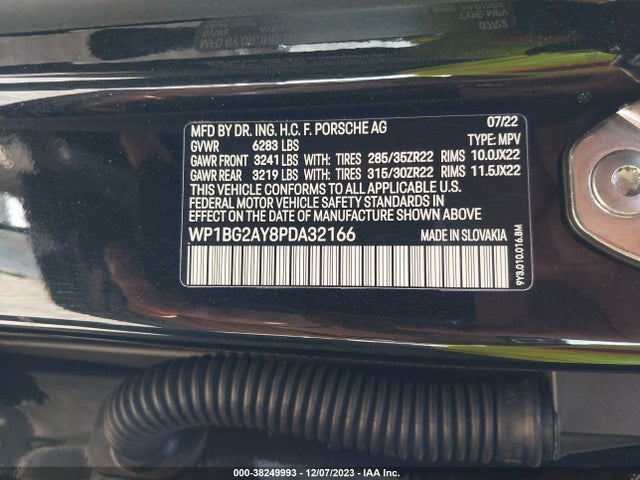 MFD BY DR. ING. H.C. F. PORSCHE AG 07/22
GVWR 6283 LBS TYPE: MPV
GAWR FRONT 3241 LBS WITH: TIRES 285/35ZR22 RIMS 10.0JX22
GAWR REAR 3219 LBS WITH: TIRES 315/30ZR22 RIMS 11.5JX22
THIS VEHICLE CONFORMS TO ALL APPLICABLE U.S.
FEDERAL MOTOR VEHICLE SAFETY STANDARDS
IN EFFECT ON THE DATE OF MANUFACTURE SHOWN ABOVE.
WP1BG2AY8PDA32166 MADE IN SLOVAKIA
9Y3.010.016.BM
000-38249993 - 12/07/2023 - IAA Inc.